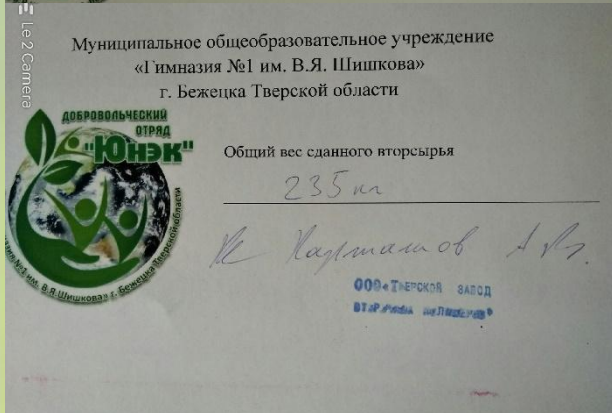 Le 2 Camera
Муниципальное общеобразовательное учреждение
«Гимназия №1 им. В.Я. Шишкова»
г. Бежецка Тверской области
ДОБРОВОЛЬЧЕСКИЙ
ОТРЯД
"Юнэк"
Общий вес сданного вторсырья
235 кг
№1 им. В.Я.Шишкова» г. Бежецка Тверской области
ООО «ТВЕРСКОЙ ЗАВОД